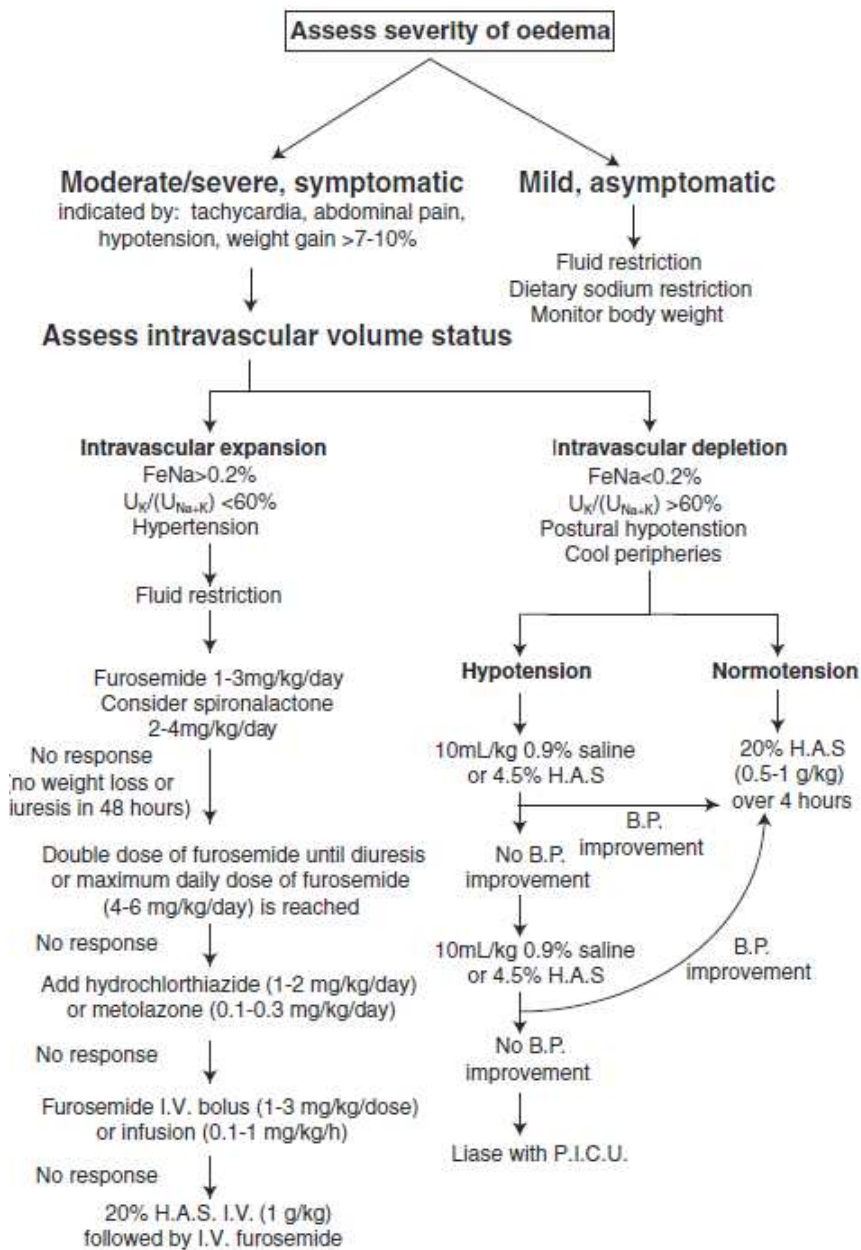 Assess severity of oedema
Moderate/severe, symptomatic
indicated by: tachycardia, abdominal pain,
hypotension, weight gain >7-10%
Mild, asymptomatic
Fluid restriction
Dietary sodium restriction
Monitor body weight
Assess intravascular volume status
Intravascular expansion
FeNa>0.2%
UK/(UNa+K) <60%
Hypertension
Fluid restriction
Furosemide 1-3mg/kg/day
Consider spironalactone
2-4mg/kg/day
No response
(no weight loss or
iuresis in 48 hours)
Double dose of furosemide until diuresis
or maximum daily dose of furosemide
(4-6 mg/kg/day) is reached
No response
Add hydrochlorthiazide (1-2 mg/kg/day)
or metolazone (0.1-0.3 mg/kg/day)
No response
Furosemide I.V. bolus (1-3 mg/kg/dose)
or infusion (0.1-1 mg/kg/h)
No response
20% H.A.S. I.V. (1 g/kg)
followed by I.V. furosemide
Intravascular depletion
FeNa<0.2%
UK/(UNa+K) >60%
Postural hypotenstion
Cool peripheries
Hypotension
10mL/kg 0.9% saline
or 4.5% H.A.S
B.P.
improvement
No B.P.
improvement
10mL/kg 0.9% saline
or 4.5% H.A.S
B.P.
improvement
No B.P.
improvement
Liase with P.I.C.U.
Normotension
20% H.A.S
(0.5-1 g/kg)
over 4 hours